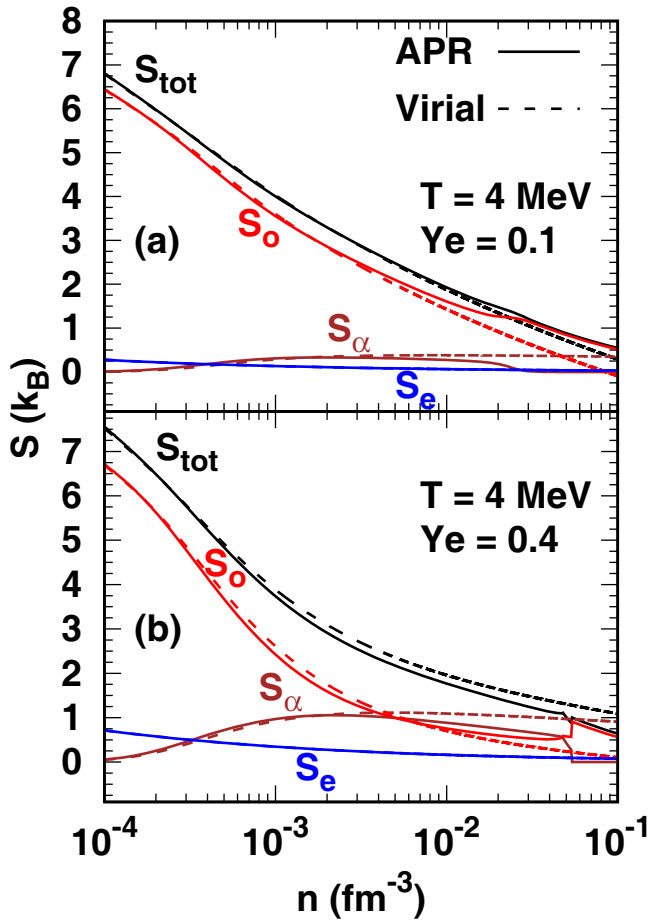 8
7
6
5
4
3
2
1
0
S_tot
S_o
(a)
S_α
S_e
APR
Virial
T = 4 MeV
Ye = 0.1
S (k_B)
7
6
5
4
3
2
1
0
S_tot
S_o
(b)
S_α
S_e
T = 4 MeV
Ye = 0.4
10^-4 10^-3 10^-2 10^-1
n (fm^-3)